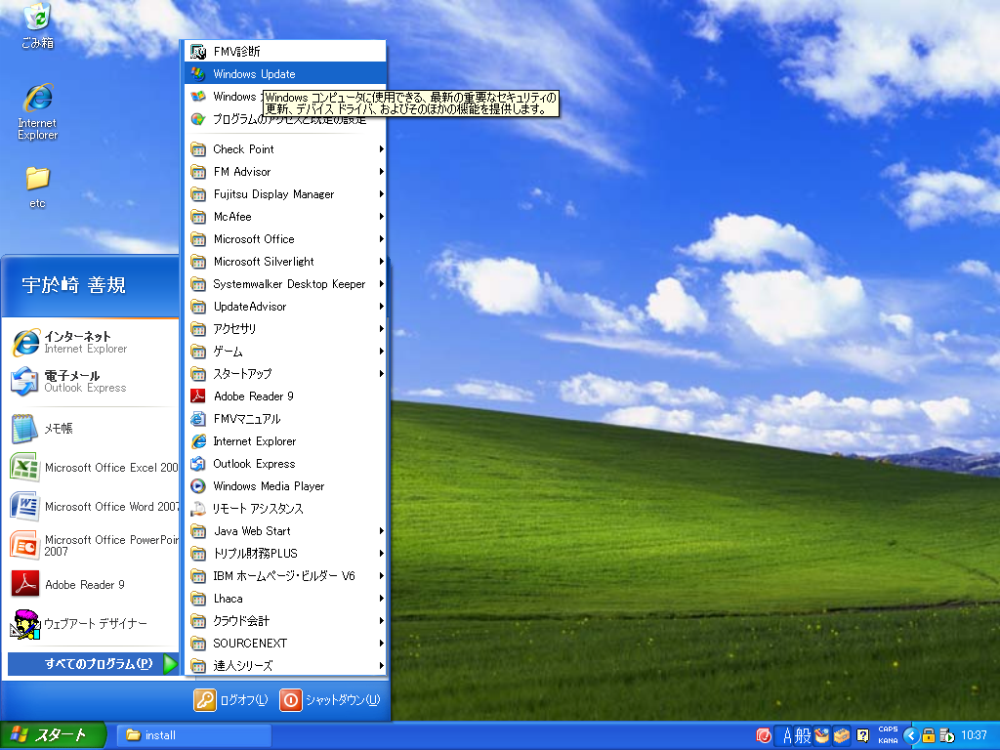 ごみ箱
Internet
Explorer
etc
FMV診断
Windows Update
Windows
Windows コンピュータに使用できる、最新の重要なセキュリティの
更新、デバイス ドライバ、およびそのほかの機能を提供します。
プログラムのアクセスと既定の設定
Check Point
FM Advisor
Fujitsu Display Manager
McAfee
Microsoft Office
Microsoft Silverlight
Systemwalker Desktop Keeper
UpdateAdvisor
アクセサリ
ゲーム
スタートアップ
Adobe Reader 9
FMVマニュアル
Internet Explorer
Outlook Express
Windows Media Player
リモート アシスタンス
Java Web Start
トリプル財務PLUS
IBM ホームページ・ビルダー V6
Lhaca
クラウド会計
SOURCENEXT
達人シリーズ
宇於崎 善規
インターネット
Internet Explorer
電子メール
Outlook Express
メモ帳
Microsoft Office Excel 200
Microsoft Office Word 2007
Microsoft Office PowerPoin
2007
Adobe Reader 9
ウェブアート デザイナー
すべてのプログラム(P)
ログオフ(L)
シャットダウン(U)
スタート
install
A 般
CAPS
KANA
10:37